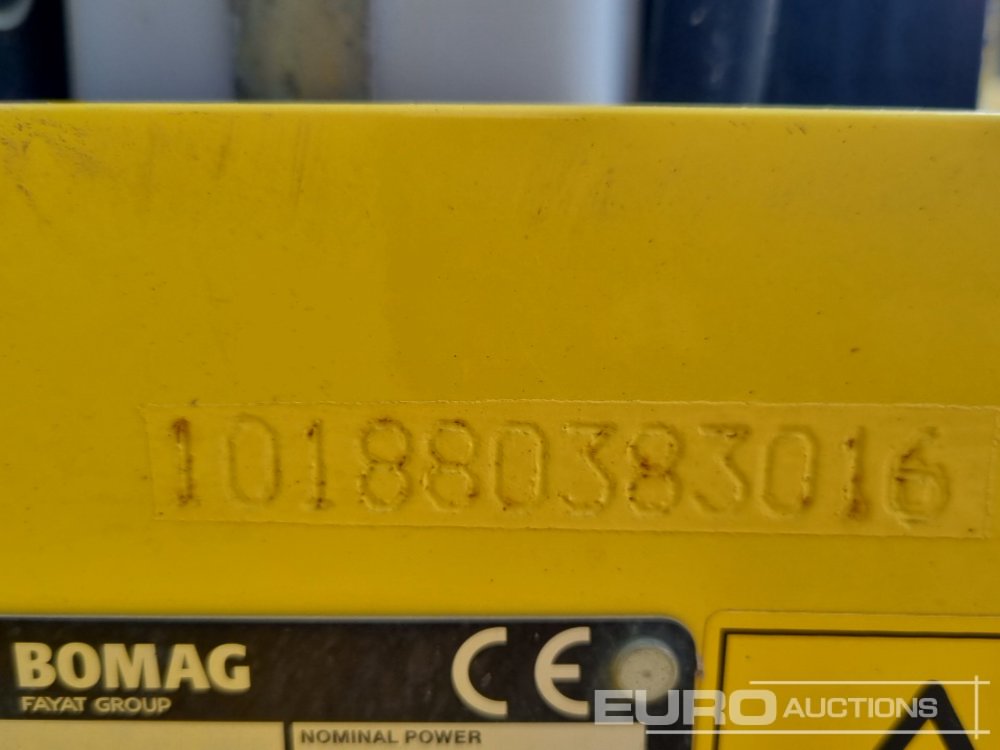 101880383016
BOMAG
FAYAT GROUP
CE
NOMINAL POWER
EURO AUCTIONS